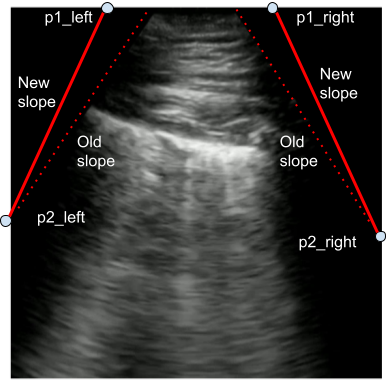 p1_left
p1_right
New
slope
New
slope
Old
slope
Old
slope
p2_left
p2_right